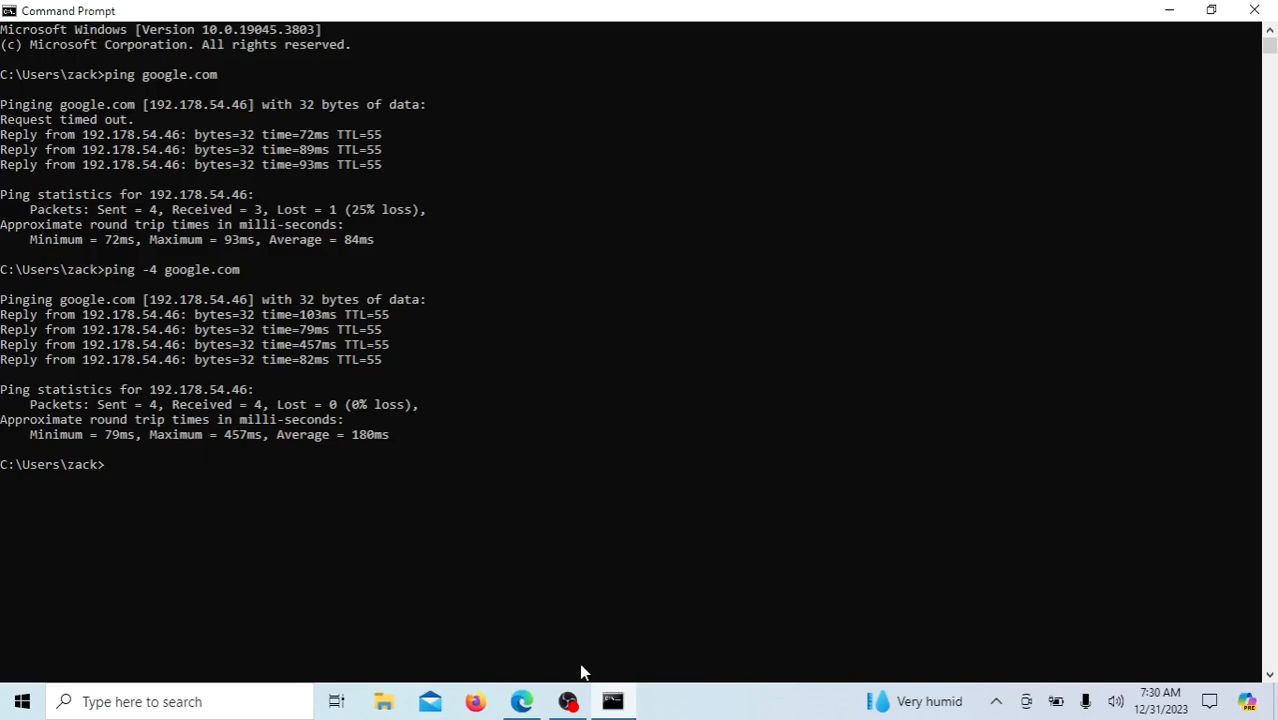 Command Prompt
Microsoft Windows [Version 10.0.19045.3803]
(c) Microsoft Corporation. All rights reserved.
C:\Users\zack>ping google.com
Pinging google.com [192.178.54.46] with 32 bytes of data:
Request timed out.
Reply from 192.178.54.46: bytes=32 time=72ms TTL=55
Reply from 192.178.54.46: bytes=32 time=89ms TTL=55
Reply from 192.178.54.46: bytes=32 time=93ms TTL=55
Ping statistics for 192.178.54.46:
    Packets: Sent = 4, Received = 3, Lost = 1 (25% loss),
Approximate round trip times in milli-seconds:
    Minimum = 72ms, Maximum = 93ms, Average = 84ms
C:\Users\zack>ping -4 google.com
Pinging google.com [192.178.54.46] with 32 bytes of data:
Reply from 192.178.54.46: bytes=32 time=103ms TTL=55
Reply from 192.178.54.46: bytes=32 time=79ms TTL=55
Reply from 192.178.54.46: bytes=32 time=457ms TTL=55
Reply from 192.178.54.46: bytes=32 time=82ms TTL=55
Ping statistics for 192.178.54.46:
    Packets: Sent = 4, Received = 4, Lost = 0 (0% loss),
Approximate round trip times in milli-seconds:
    Minimum = 79ms, Maximum = 457ms, Average = 180ms
C:\Users\zack>
Type here to search
Very humid
7:30 AM
12/31/2023
PRE